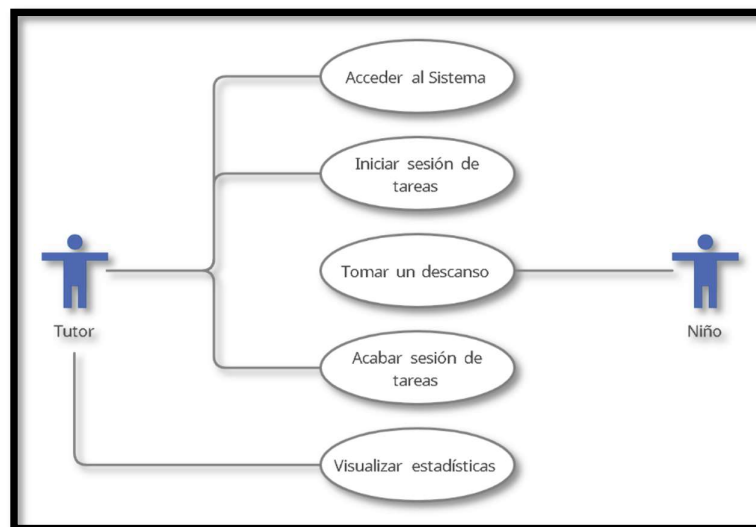 Acceder al Sistema
Iniciar sesión de
tareas
Tomar un descanso
Tutor
Niño
Acabar sesión de
tareas
Visualizar estadísticas